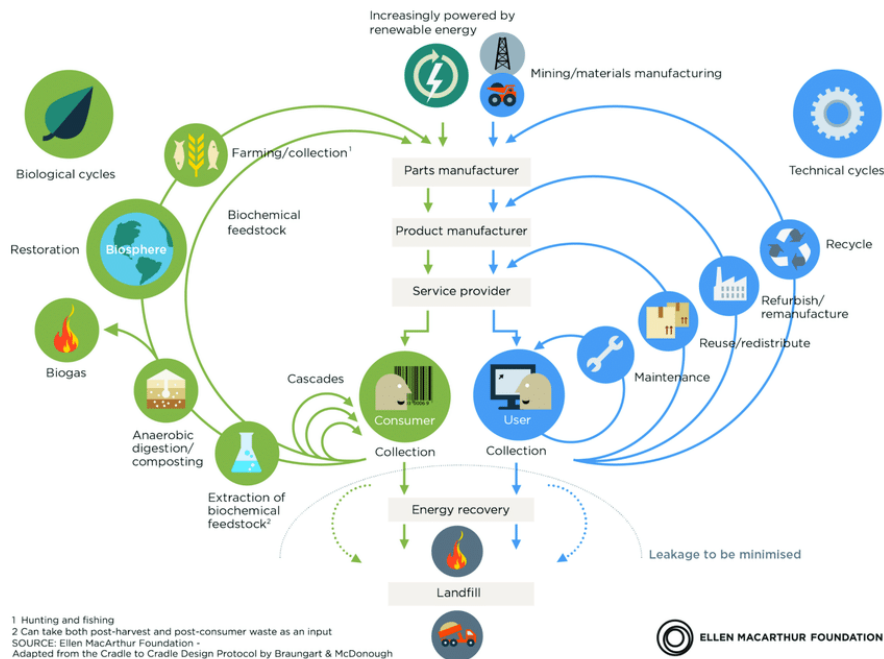 Increasingly powered by
renewable energy
Mining/materials manufacturing
Biological cycles
Technical cycles
Farming/collection¹
Parts manufacturer
Biochemical
feedstock
Product manufacturer
Restoration
Biosphere
Recycle
Service provider
Refurbish/
remanufacture
Reuse/redistribute
Biogas
Cascades
Maintenance
Consumer
User
Anaerobic
digestion/
composting
Collection
Collection
Extraction of
biochemical
feedstock²
Energy recovery
Leakage to be minimised
Landfill
1 Hunting and fishing
2 Can take both post-harvest and post-consumer waste as an input
SOURCE: Ellen MacArthur Foundation -
Adapted from the Cradle to Cradle Design Protocol by Braungart & McDonough
ELLEN MACARTHUR FOUNDATION